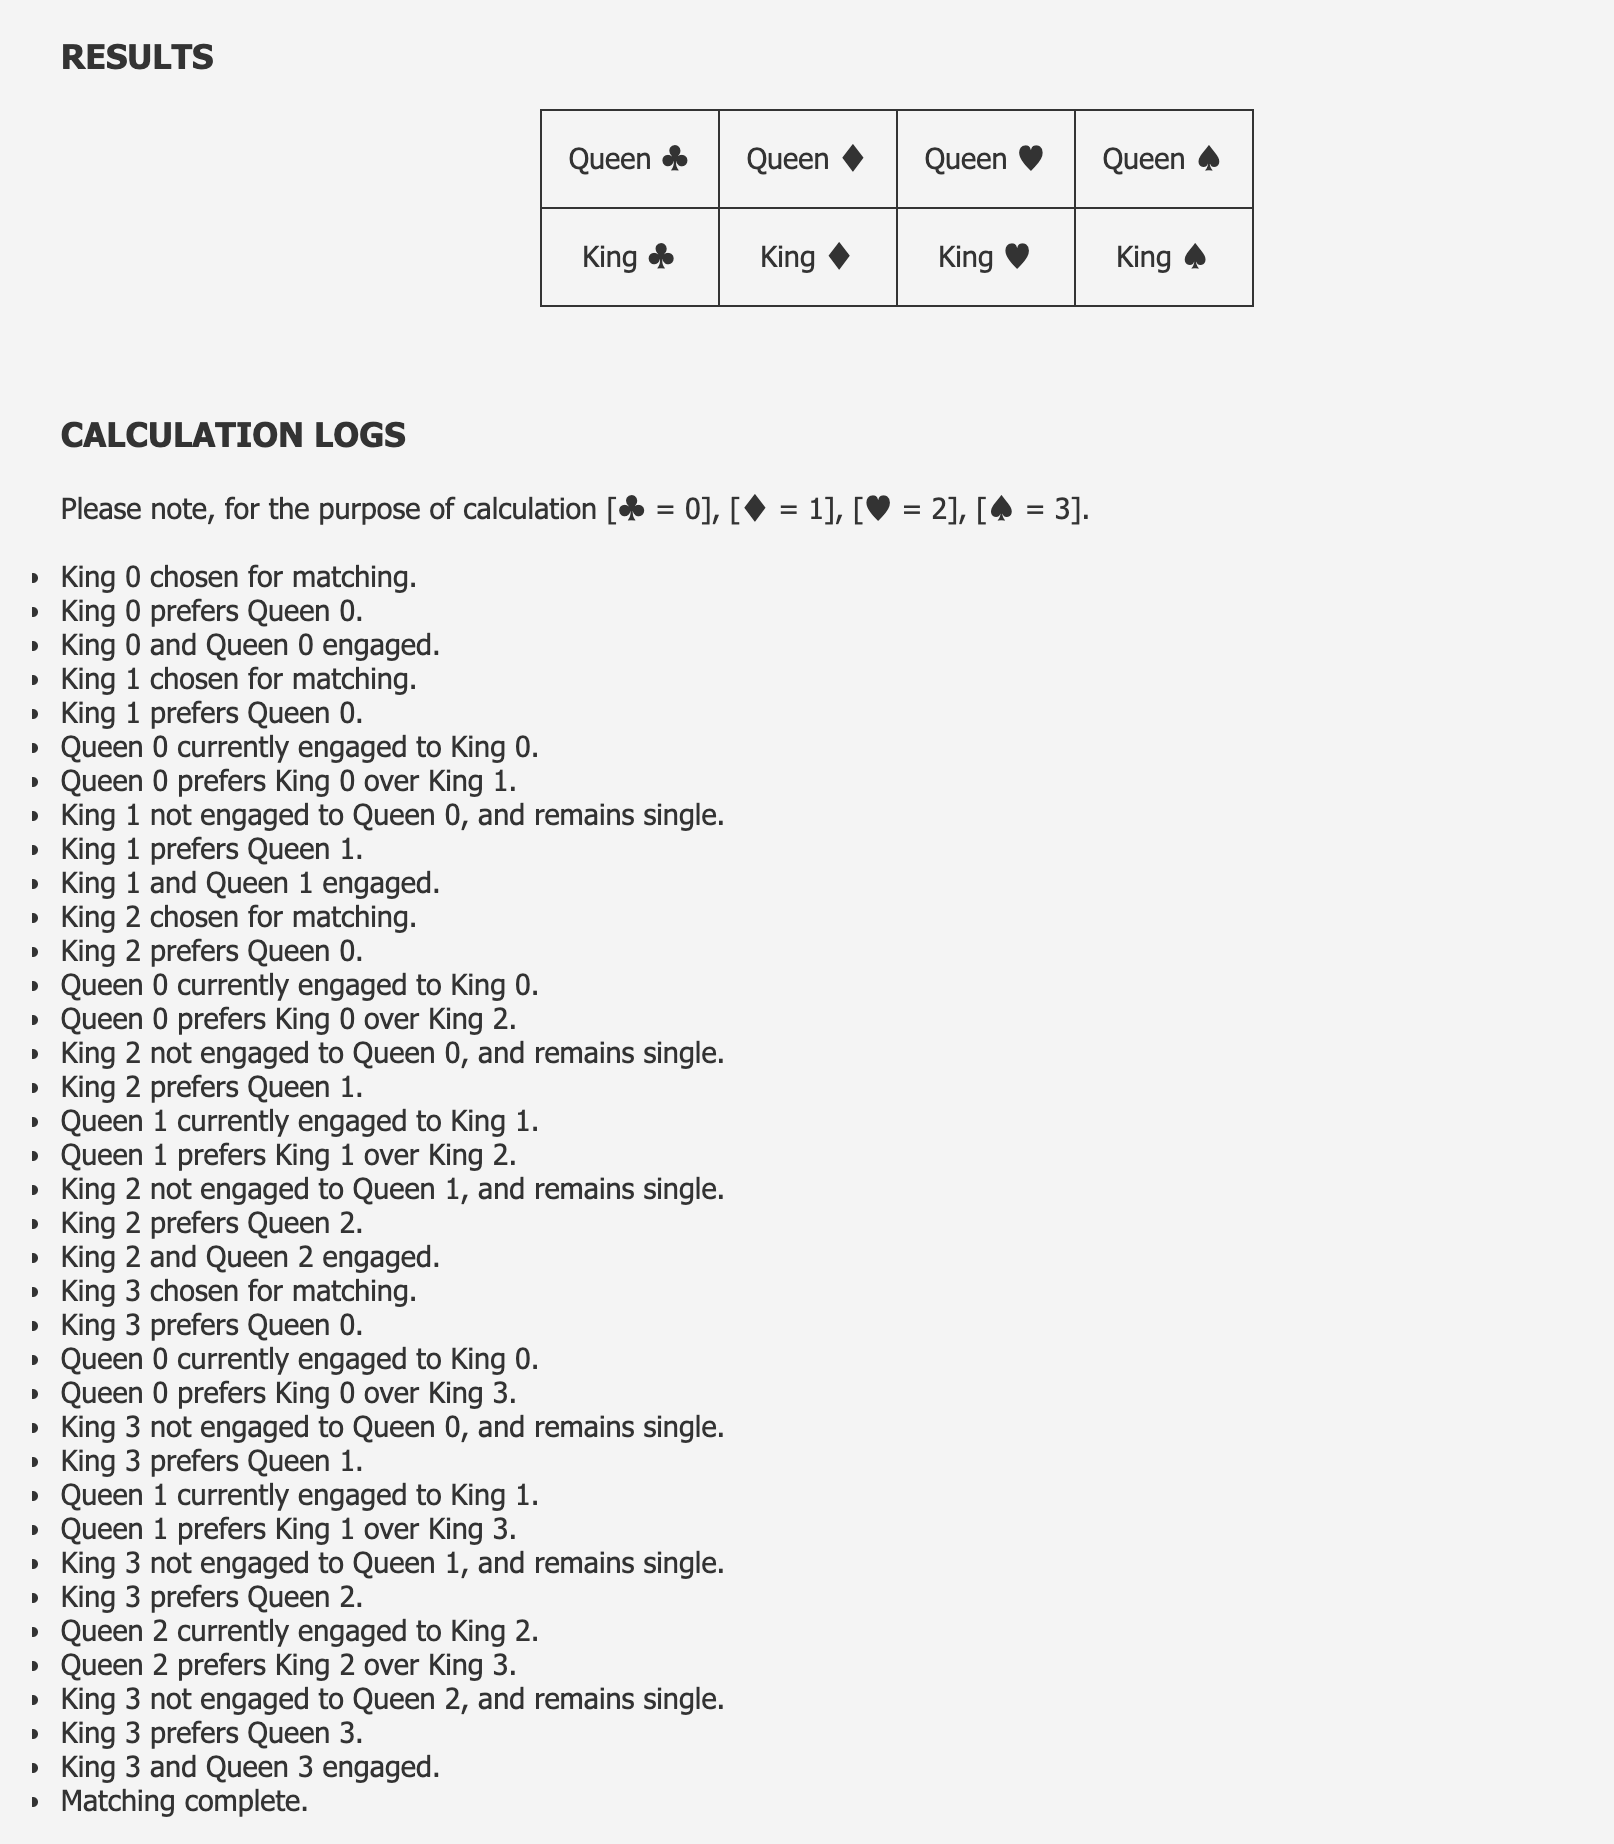 RESULTS
Queen ♣ Queen ♦ Queen ♥ Queen ♠
King ♣ King ♦ King ♥ King ♠
CALCULATION LOGS
Please note, for the purpose of calculation [♣ = 0], [♦ = 1], [♥ = 2], [♠ = 3].
King 0 chosen for matching.
King 0 prefers Queen 0.
King 0 and Queen 0 engaged.
King 1 chosen for matching.
King 1 prefers Queen 0.
Queen 0 currently engaged to King 0.
Queen 0 prefers King 0 over King 1.
King 1 not engaged to Queen 0, and remains single.
King 1 prefers Queen 1.
King 1 and Queen 1 engaged.
King 2 chosen for matching.
King 2 prefers Queen 0.
Queen 0 currently engaged to King 0.
Queen 0 prefers King 0 over King 2.
King 2 not engaged to Queen 0, and remains single.
King 2 prefers Queen 1.
Queen 1 currently engaged to King 1.
Queen 1 prefers King 1 over King 2.
King 2 not engaged to Queen 1, and remains single.
King 2 prefers Queen 2.
King 2 and Queen 2 engaged.
King 3 chosen for matching.
King 3 prefers Queen 0.
Queen 0 currently engaged to King 0.
Queen 0 prefers King 0 over King 3.
King 3 not engaged to Queen 0, and remains single.
King 3 prefers Queen 1.
Queen 1 currently engaged to King 1.
Queen 1 prefers King 1 over King 3.
King 3 not engaged to Queen 1, and remains single.
King 3 prefers Queen 2.
Queen 2 currently engaged to King 2.
Queen 2 prefers King 2 over King 3.
King 3 not engaged to Queen 2, and remains single.
King 3 prefers Queen 3.
King 3 and Queen 3 engaged.
Matching complete.